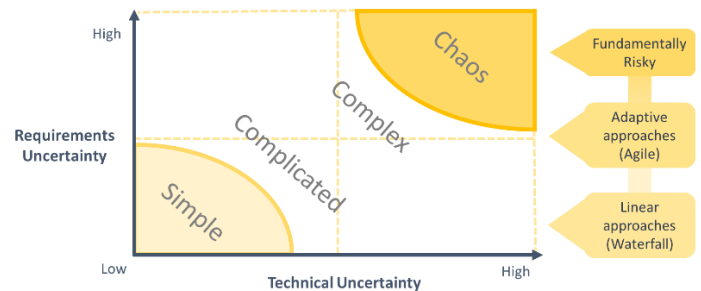 High
Requirements
Uncertainty
Low
Technical Uncertainty
High
Simple
Complicated
Complex
Chaos
Fundamentally
Risky
Adaptive
approaches
(Agile)
Linear
approaches
(Waterfall)